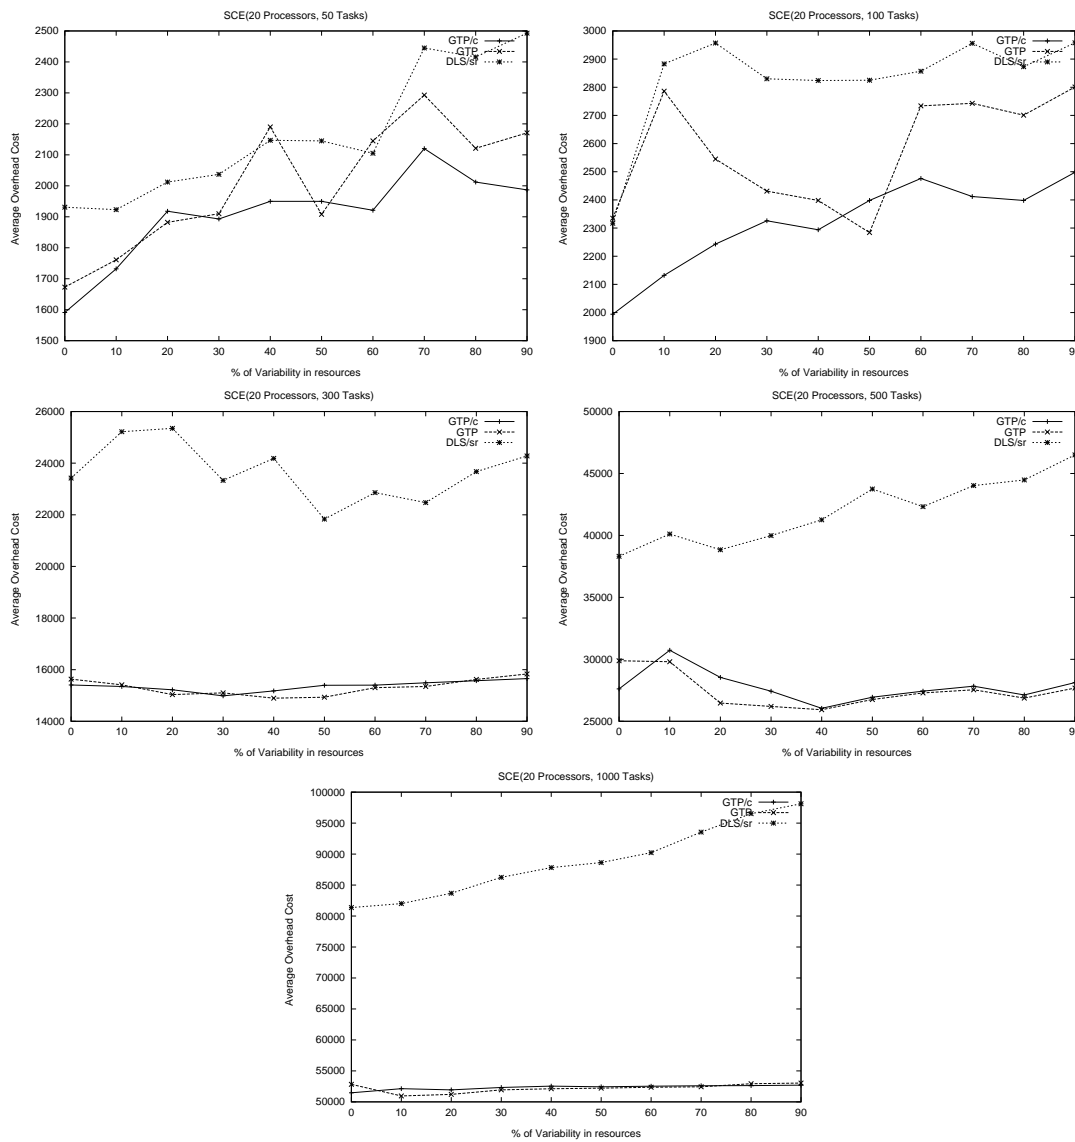 SCE(20 Processors, 50 Tasks)
2500
2400
2300
2200
2100
2000
1900
1800
1700
1600
1500
0 10 20 30 40 50 60 70 80 90
Average Overhead Cost
% of Variability in resources
GTP/c
GTP
DLS/sr
SCE(20 Processors, 100 Tasks)
3000
2900
2800
2700
2600
2500
2400
2300
2200
2100
2000
1900
0 10 20 30 40 50 60 70 80 90
Average Overhead Cost
% of Variability in resources
GTP/c
GTP
DLS/sr
SCE(20 Processors, 300 Tasks)
26000
24000
22000
20000
18000
16000
14000
0 10 20 30 40 50 60 70 80 90
Average Overhead Cost
% of Variability in resources
GTP/c
GTP
DLS/sr
SCE(20 Processors, 500 Tasks)
50000
45000
40000
35000
30000
25000
0 10 20 30 40 50 60 70 80 90
Average Overhead Cost
% of Variability in resources
GTP/c
GTP
DLS/sr
SCE(20 Processors, 1000 Tasks)
100000
95000
90000
85000
80000
75000
70000
65000
60000
55000
50000
0 10 20 30 40 50 60 70 80 90
Average Overhead Cost
% of Variability in resources
GTP/c
GTP
DLS/sr